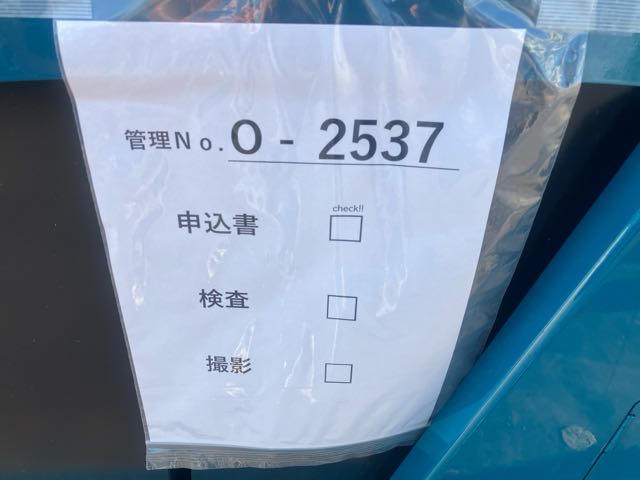 管理No. O - 2537
check!!
申込書 □
検査 □
撮影 □